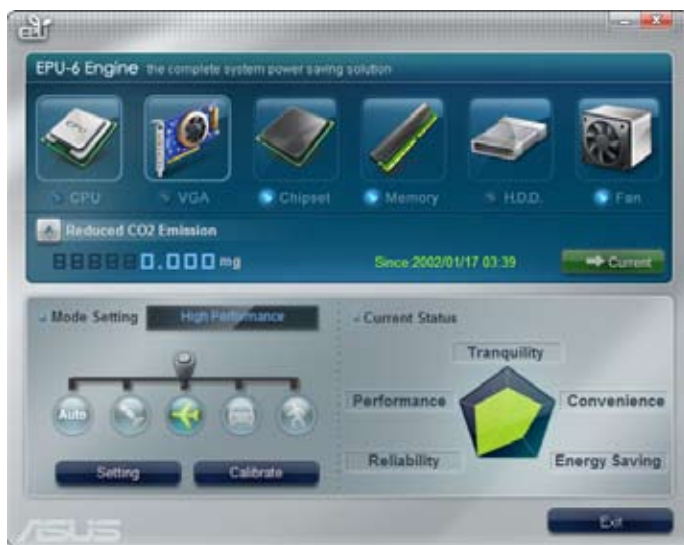 EPU-6 Engine the complete system power saving solution
CPU
CPU
VGA
Chipset
Memory
H.D.D.
Fan
Reduced CO2 Emission
0.000 mg
Since:2002/01/17 03:39
Current
Mode Setting
High Performance
Auto
Setting
Calibrate
Current Status
Tranquility
Performance
Convenience
Reliability
Energy Saving
Exit
ASUS